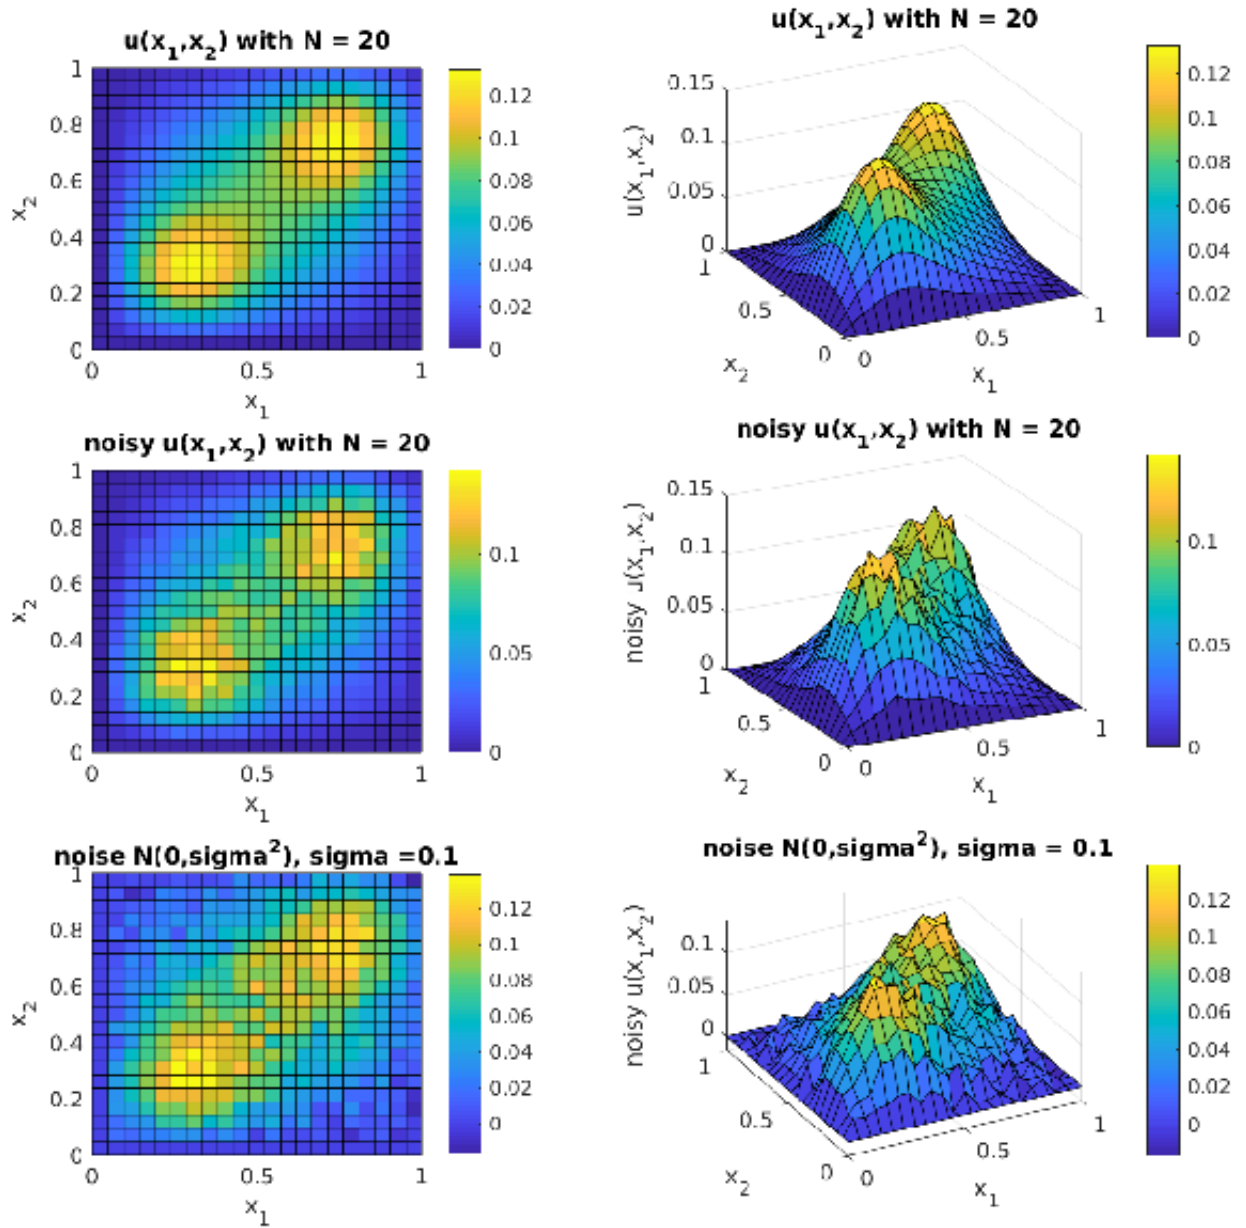 u(x₁,x₂) with N = 20
1
0.8
0.6
0.4
0.2
0
x₂
0 0.5 1
x₁
0.12
0.1
0.08
0.06
0.04
0.02
0
u(x₁,x₂) with N = 20
0.15
0.1
0.05
0
u(x₁,x₂)
1
0.5
0
x₂
0 0.5 1
x₁
0.12
0.1
0.08
0.06
0.04
0.02
0
noisy u(x₁,x₂) with N = 20
1
0.8
0.6
0.4
0.2
0
x₂
0 0.5 1
x₁
0.1
0.05
0
noisy u(x₁,x₂) with N = 20
0.15
0.1
0.05
0
noisy u(x₁,x₂)
1
0.5
0
x₂
0 0.5 1
x₁
0.1
0.05
0
noise N(0,sigma²), sigma =0.1
1
0.8
0.6
0.4
0.2
0
x₂
0 0.5 1
x₁
0.12
0.1
0.08
0.06
0.04
0.02
0
noise N(0,sigma²), sigma = 0.1
0.1
0.05
0
noisy u(x₁,x₂)
1
0.5
0
x₂
0 0.5 1
x₁
0.12
0.1
0.08
0.06
0.04
0.02
0